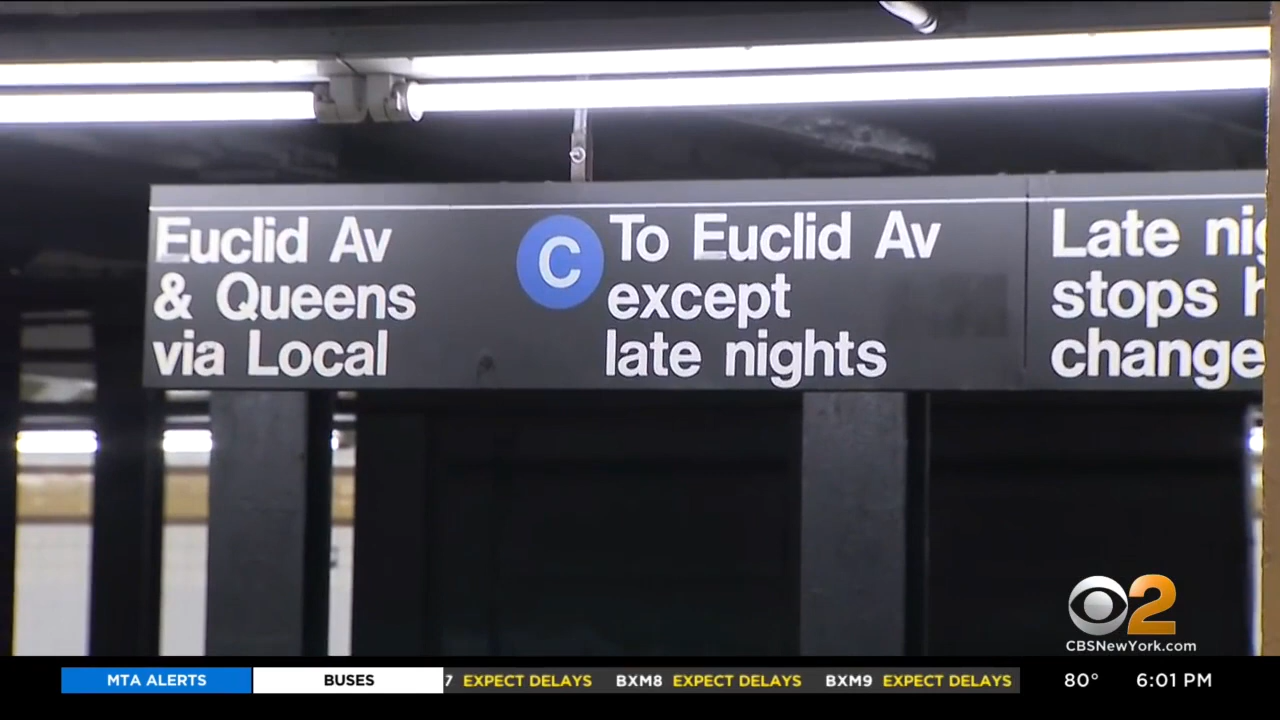 Euclid Av
& Queens
via Local
C
To Euclid Av
except
late nights
Late
stops
change
2
CBSNewYork.com
MTA ALERTS
BUSES
7 EXPECT DELAYS BXM8 EXPECT DELAYS BXM9 EXPECT DELAYS
80° 6:01 PM